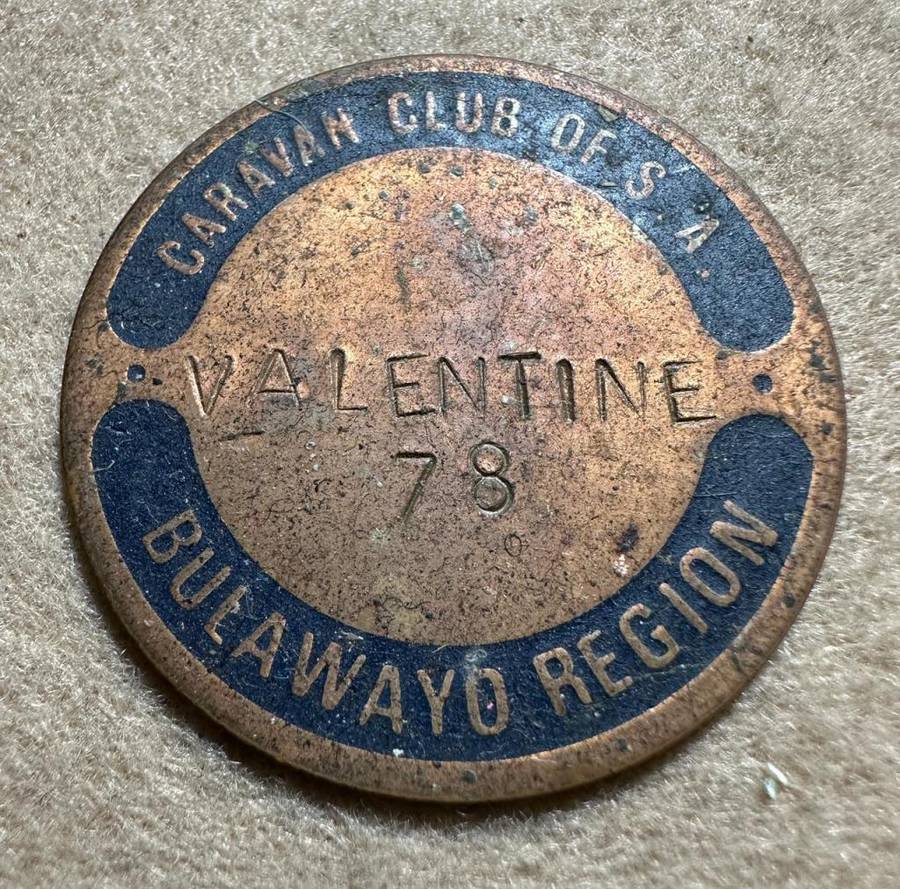 CARAVAN CLUB OF S.A.
VALENTINE
78
BULAWAYO REGION